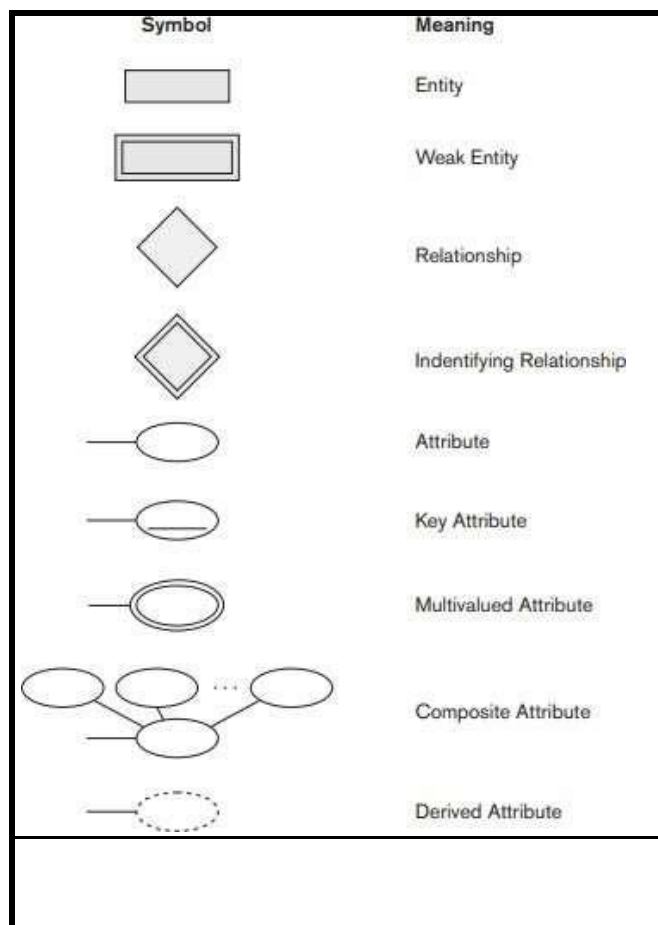 Symbol Meaning
Entity
Weak Entity
Relationship
Indentifying Relationship
Attribute
Key Attribute
Multivalued Attribute
. . .
Composite Attribute
Derived Attribute